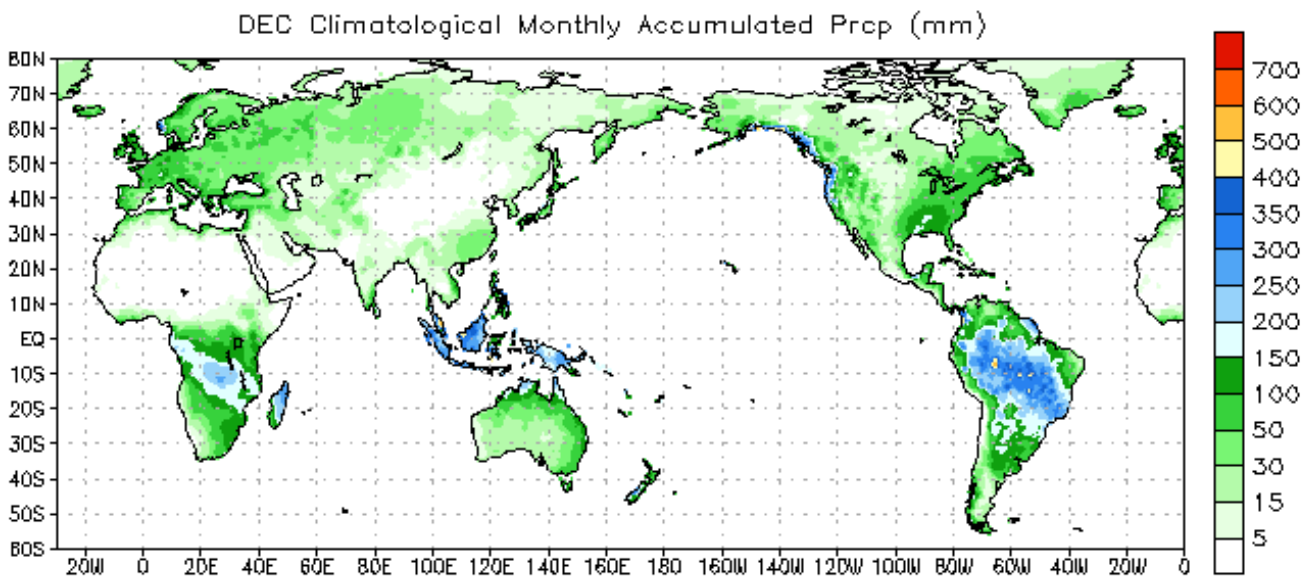 DEC Climatological Monthly Accumulated Prcp (mm)
80N
70N
60N
50N
40N
30N
20N
10N
EQ
10S
20S
30S
40S
50S
60S
20W 0 20E 40E 60E 80E 100E 120E 140E 160E 180 160W 140W 120W 100W 80W 60W 40W 20W 0
700
600
500
400
350
300
250
200
150
100
50
30
15
5